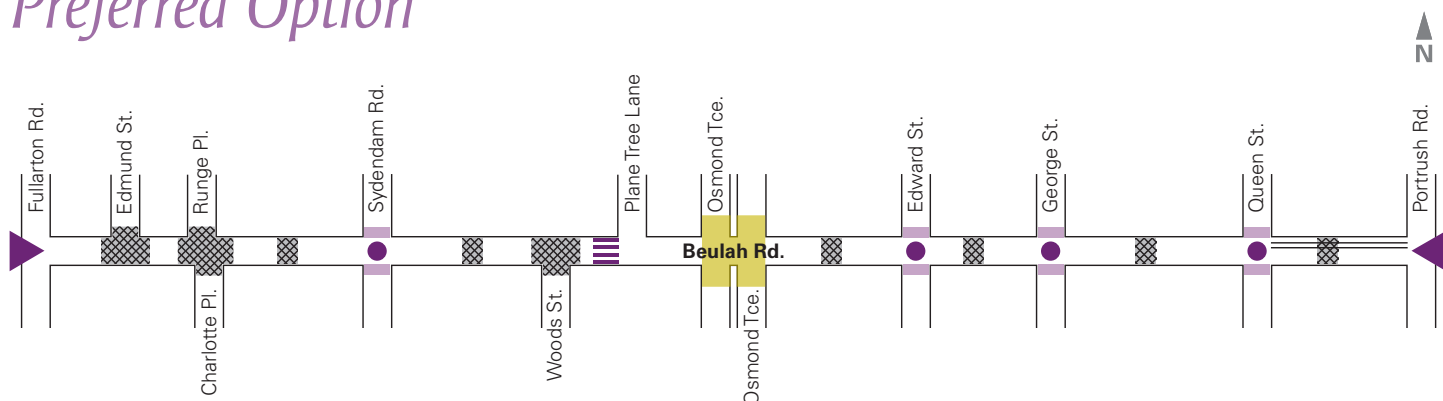 Preferred Option
N
Fullarton Rd.
Edmund St.
Runge Pl.
Sydendam Rd.
Plane Tree Lane
Osmond Tce.
Edward St.
George St.
Queen St.
Portrush Rd.
Beulah Rd.
Charlotte Pl.
Woods St.
Osmond Tce.